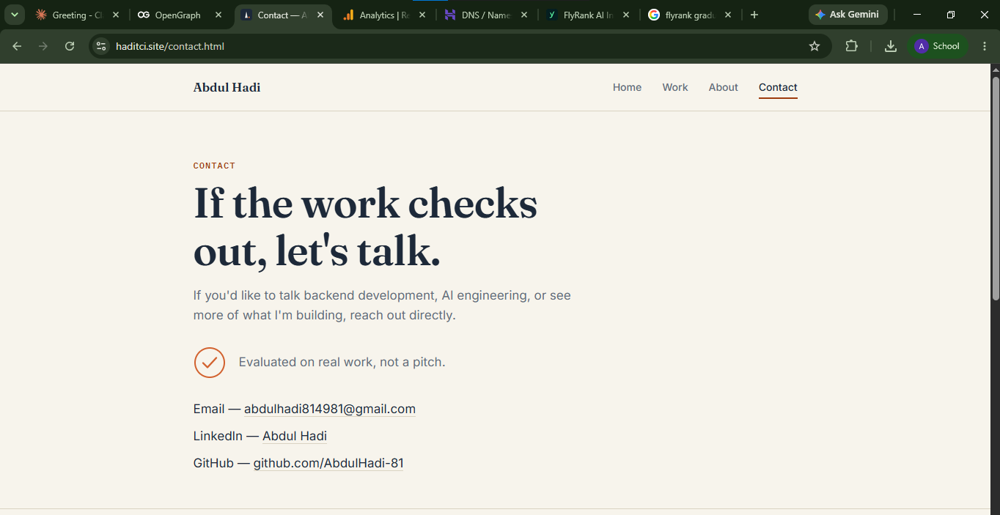 Greeting - Cl
OpenGraph
Contact — A
Analytics | Re
DNS / Name
FlyRank AI In
flyrank gradu
Ask Gemini
haditci.site/contact.html
A
School
Abdul Hadi
Home
Work
About
Contact
CONTACT
If the work checks
out, let's talk.
If you'd like to talk backend development, AI engineering, or see
more of what I'm building, reach out directly.
Evaluated on real work, not a pitch.
Email — abdulhadi814981@gmail.com
LinkedIn — Abdul Hadi
GitHub — github.com/AbdulHadi-81